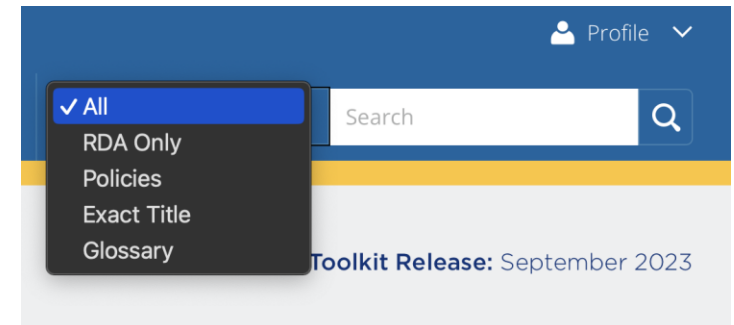 Profile
All
Search
RDA Only
Policies
Exact Title
Glossary
Toolkit Release: September 2023